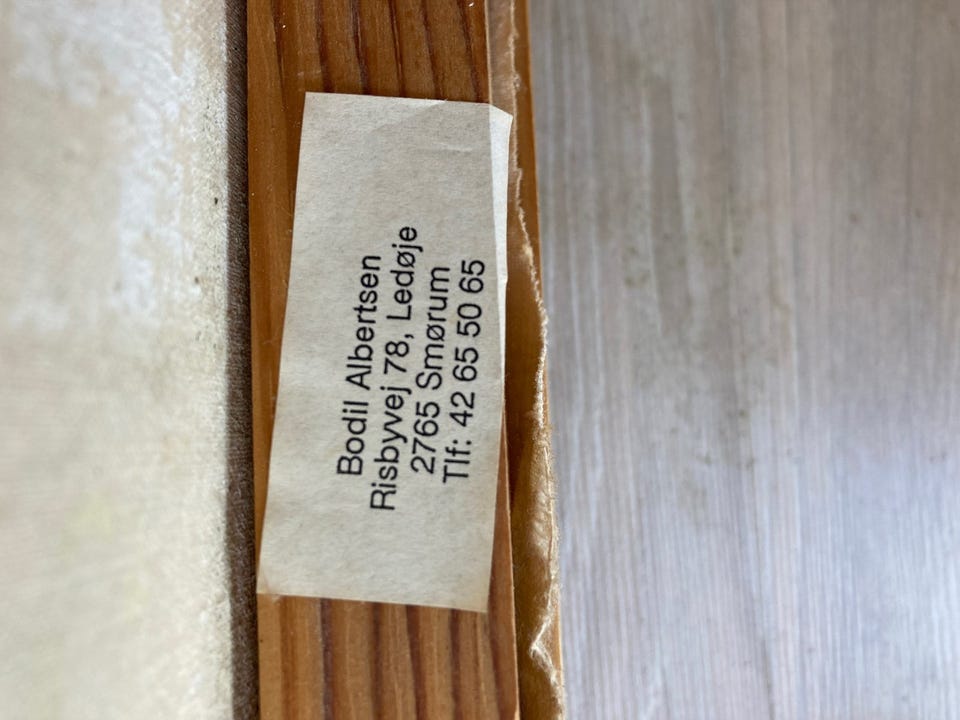 Bodil Albertsen
Risbyvej 78, Ledøje
2765 Smørum
Tlf: 42 65 50 65